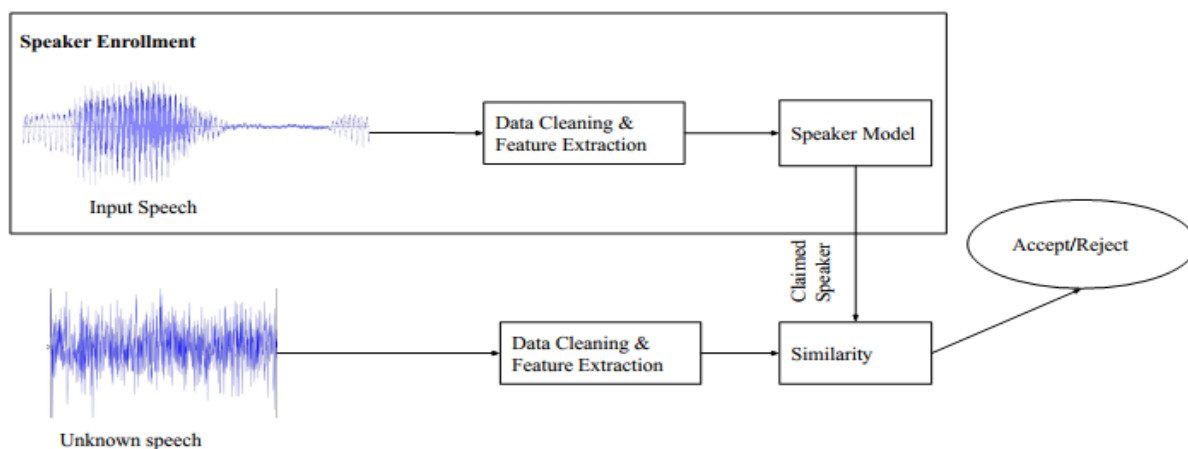 Speaker Enrollment
Data Cleaning &
Feature Extraction
Speaker Model
Input Speech
Claimed
Speaker
Accept/Reject
Data Cleaning &
Feature Extraction
Similarity
Unknown speech